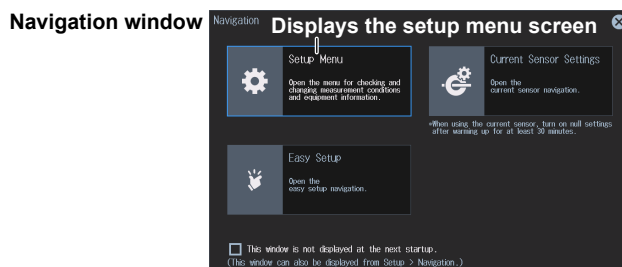 Navigation window
Navigation
Displays the setup menu screen
Setup Menu
Open the menu for checking and
changing measurement conditions
and equipment information.
Current Sensor Settings
Open the
current sensor navigation.
*When using the current sensor, turn on null settings
after warming up for at least 30 minutes.
Easy Setup
Open the
easy setup navigation.
This window is not displayed at the next startup.
(This window can also be displayed from Setup > Navigation.)